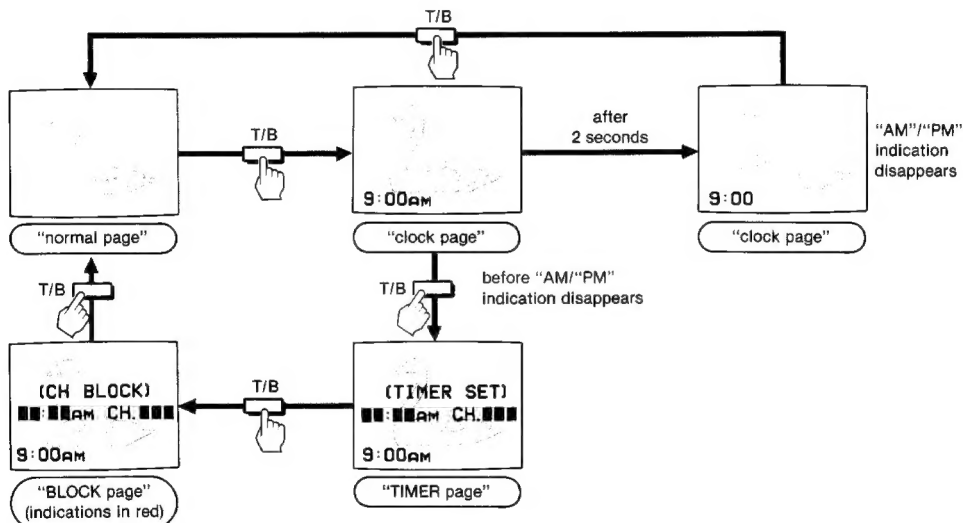 T/B
T/B
after
2 seconds
"AM"/"PM"
indication
disappears
9:00AM
9:00
"normal page"
"clock page"
"clock page"
T/B
T/B
before "AM/"PM"
indication disappears
(CH BLOCK)
██:██AM CH.███
9:00AM
T/B
(TIMER SET)
██:██AM CH.███
9:00AM
"BLOCK page"
(indications in red)
"TIMER page"